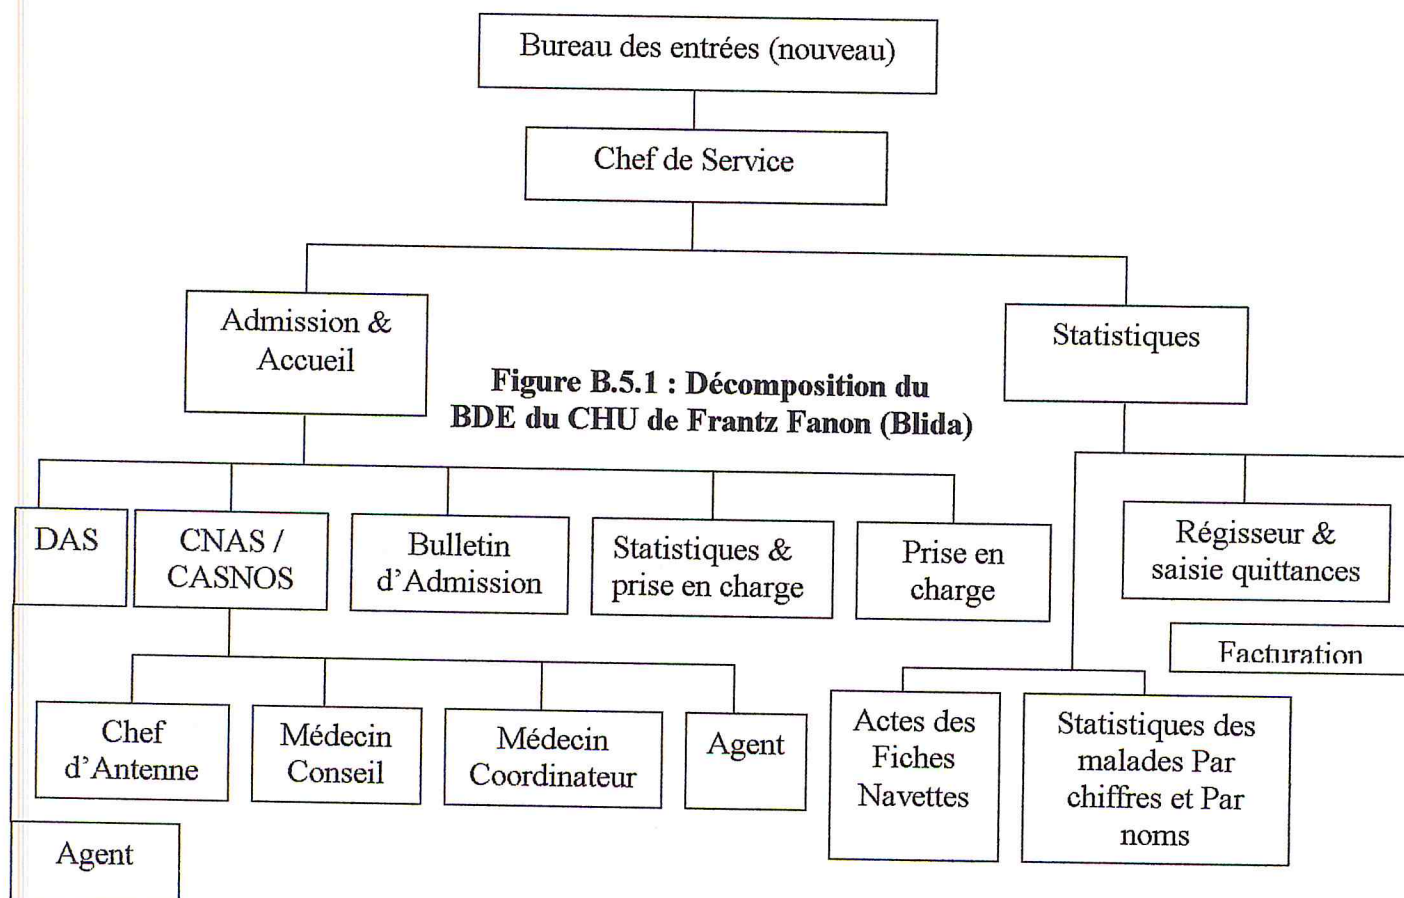 Bureau des entrées (nouveau)
Chef de Service
Admission &
Accueil
Statistiques
Figure B.5.1 : Décomposition du
BDE du CHU de Frantz Fanon (Blida)
DAS
CNAS /
CASNOS
Bulletin
d'Admission
Statistiques &
prise en charge
Prise en
charge
Régisseur &
saisie quittances
Facturation
Chef
d'Antenne
Médecin
Conseil
Médecin
Coordinateur
Agent
Actes des
Fiches
Navettes
Statistiques des
malades Par
chiffres et Par
noms
Agent